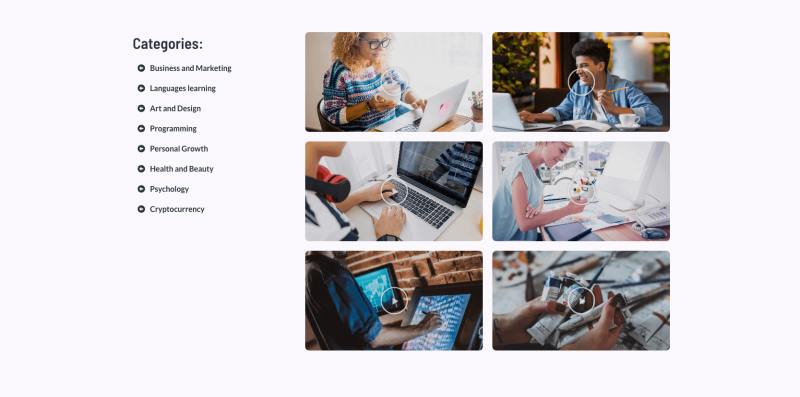 Categories:
Business and Marketing
Languages learning
Art and Design
Programming
Personal Growth
Health and Beauty
Psychology
Cryptocurrency